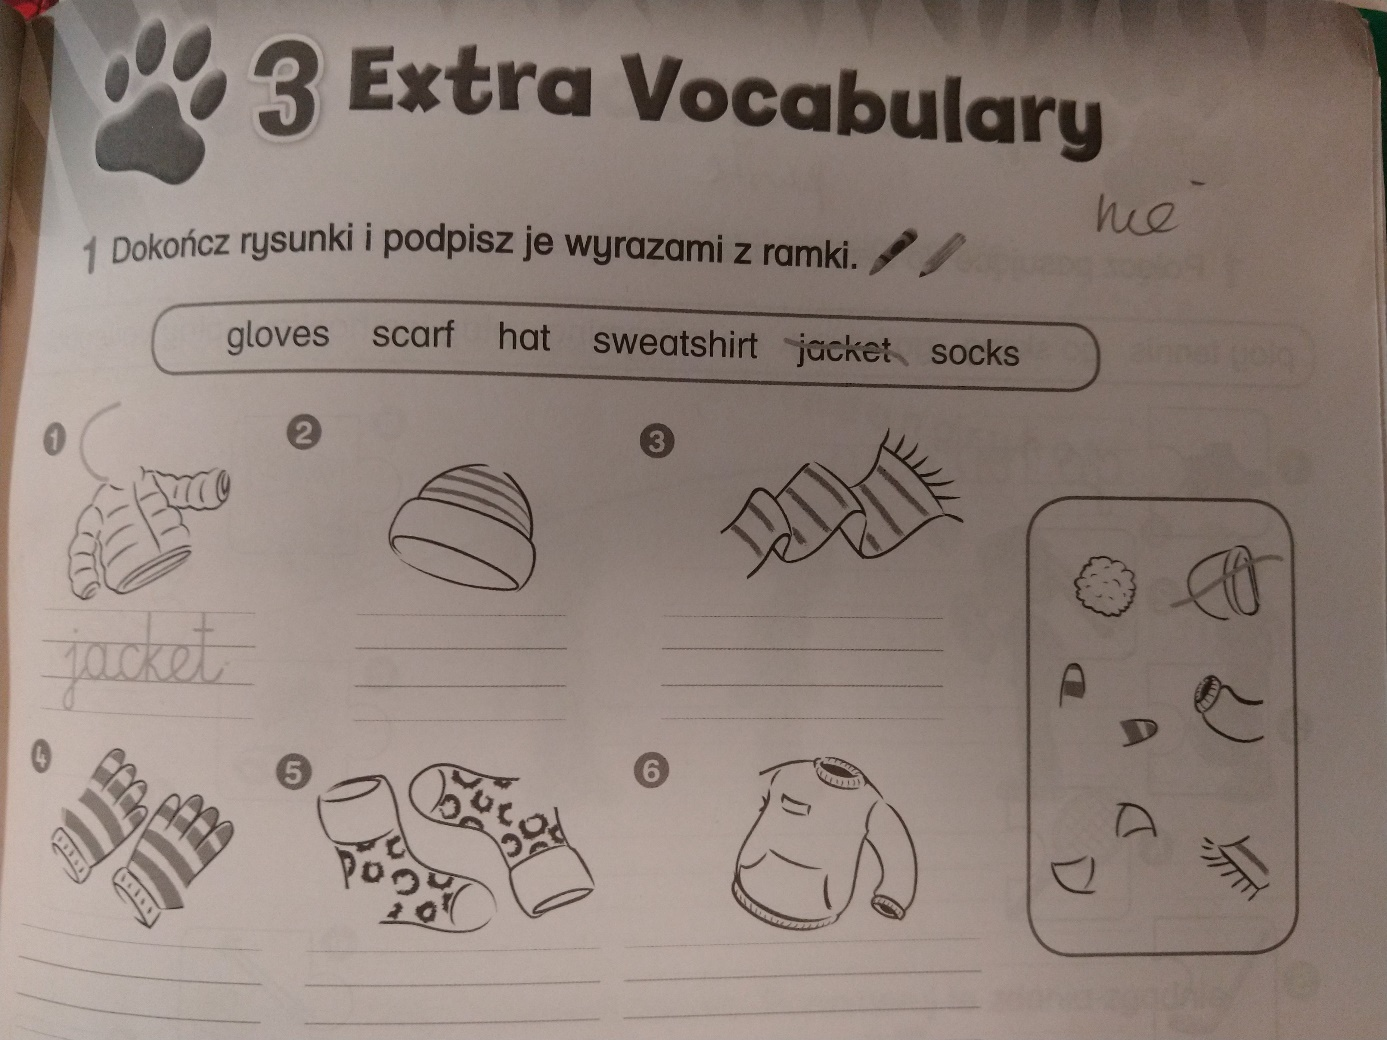 3 Extra Vocabulary
nie
1 Dokończ rysunki i podpisz je wyrazami z ramki.
gloves scarf hat sweatshirt jacket socks
1 2 3
jacket
4 5 6